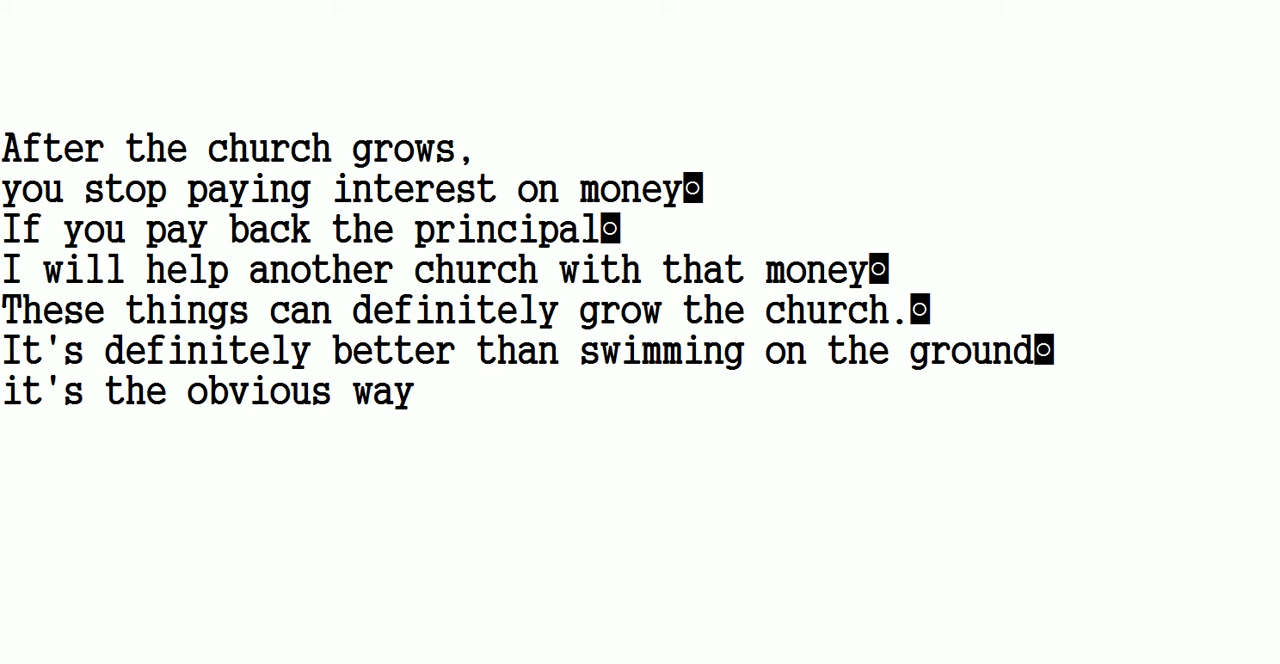 After the church grows,
you stop paying interest on money◙
If you pay back the principal◙
I will help another church with that money◙
These things can definitely grow the church.◙
It's definitely better than swimming on the ground◙
it's the obvious way